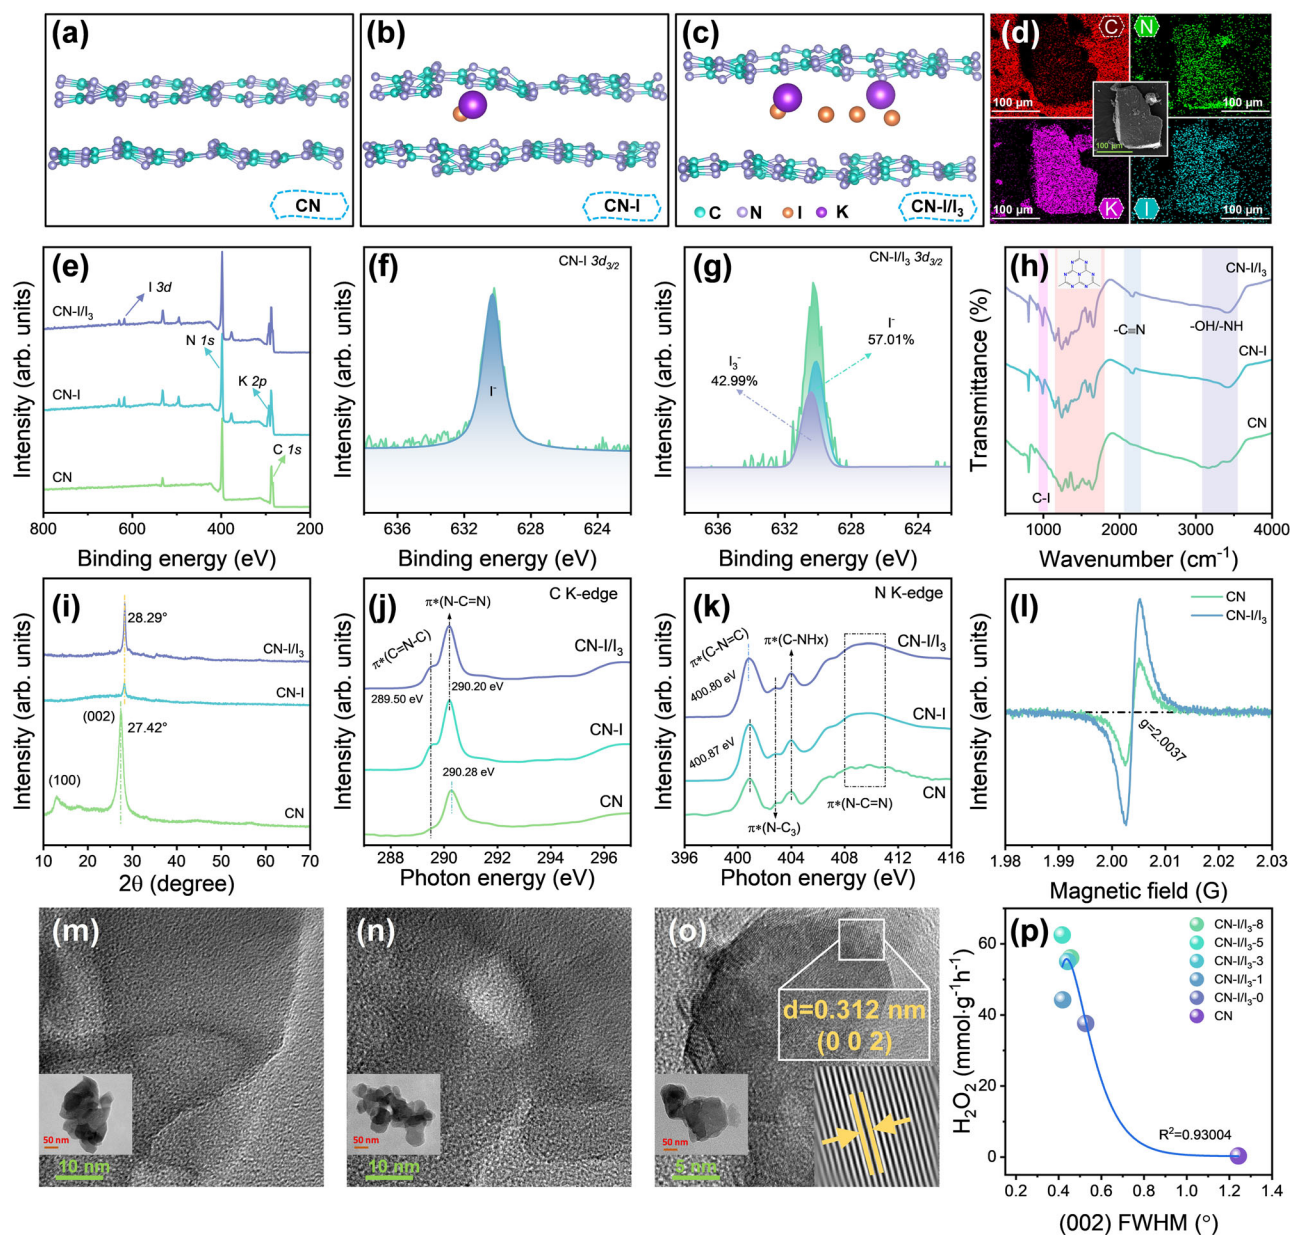 (a)
CN
(b)
CN-I
(c)
C N I K
CN-I/I₃
(d)
C
N
K
I
100 μm
100 μm
100 μm
100 μm
100 μm
(e)
I 3d
CN-I/I₃
N 1s
K 2p
CN-I
C 1s
CN
800 600 400 200
Binding energy (eV)
Intensity (arb. units)
(f)
CN-I 3d3/2
I⁻
636 632 628 624
Binding energy (eV)
Intensity (arb. units)
(g)
CN-I/I₃ 3d3/2
I⁻
57.01%
I₃⁻
42.99%
636 632 628 624
Binding energy (eV)
Intensity (arb. units)
(h)
CN-I/I₃
-C≡N
-OH/-NH
CN-I
CN
C-I
1000 2000 3000 4000
Wavenumber (cm⁻¹)
Transmittance (%)
(i)
28.29°
CN-I/I₃
CN-I
(002)
27.42°
(100)
CN
10 20 30 40 50 60 70
2θ (degree)
Intensity (arb. units)
(j)
C K-edge
π*(N-C=N)
π*(C=N-C)
CN-I/I₃
289.50 eV
290.20 eV
CN-I
290.28 eV
CN
288 290 292 294 296
Photon energy (eV)
Intensity (arb. units)
(k)
N K-edge
π*(C-N=C)
π*(C-NHx)
CN-I/I₃
400.80 eV
CN-I
400.87 eV
CN
π*(N-C=N)
π*(N-C₃)
396 400 404 408 412 416
Photon energy (eV)
Intensity (arb. units)
(l)
CN
CN-I/I₃
g=2.0037
1.98 1.99 2.00 2.01 2.02 2.03
Magnetic field (G)
Intensity (arb. units)
(m)
50 nm
10 nm
(n)
50 nm
10 nm
(o)
d=0.312 nm
(0 0 2)
50 nm
5 nm
(p)
CN-I/I₃-8
CN-I/I₃-5
CN-I/I₃-3
CN-I/I₃-1
CN-I/I₃-0
CN
R²=0.93004
60
40
20
0
0.2 0.4 0.6 0.8 1.0 1.2 1.4
(002) FWHM (°)
H₂O₂ (mmol·g⁻¹h⁻¹)